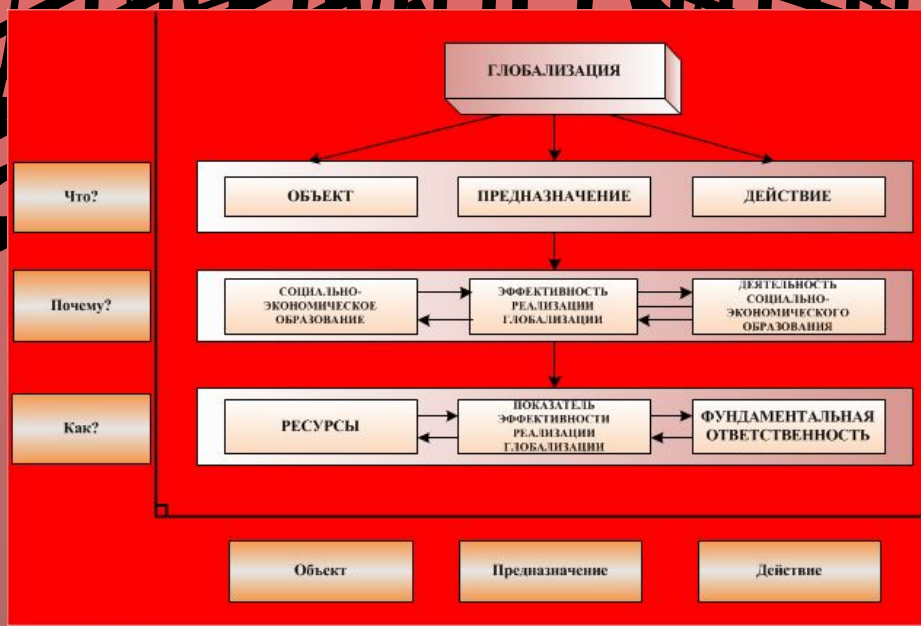 ГЛОБАЛИЗАЦИЯ
Что?
ОБЪЕКТ
ПРЕДНАЗНАЧЕНИЕ
ДЕЙСТВИЕ
Почему?
СОЦИАЛЬНО-
ЭКОНОМИЧЕСКОЕ
ОБРАЗОВАНИЕ
ЭФФЕКТИВНОСТЬ
РЕАЛИЗАЦИИ
ГЛОБАЛИЗАЦИИ
ДЕЯТЕЛЬНОСТЬ
СОЦИАЛЬНО-
ЭКОНОМИЧЕСКОГО
ОБРАЗОВАНИЯ
Как?
РЕСУРСЫ
ПОКАЗАТЕЛЬ
ЭФФЕКТИВНОСТИ
РЕАЛИЗАЦИИ
ГЛОБАЛИЗАЦИИ
ФУНДАМЕНТАЛЬНАЯ
ОТВЕТСТВЕННОСТЬ
Объект
Предназначение
Действие